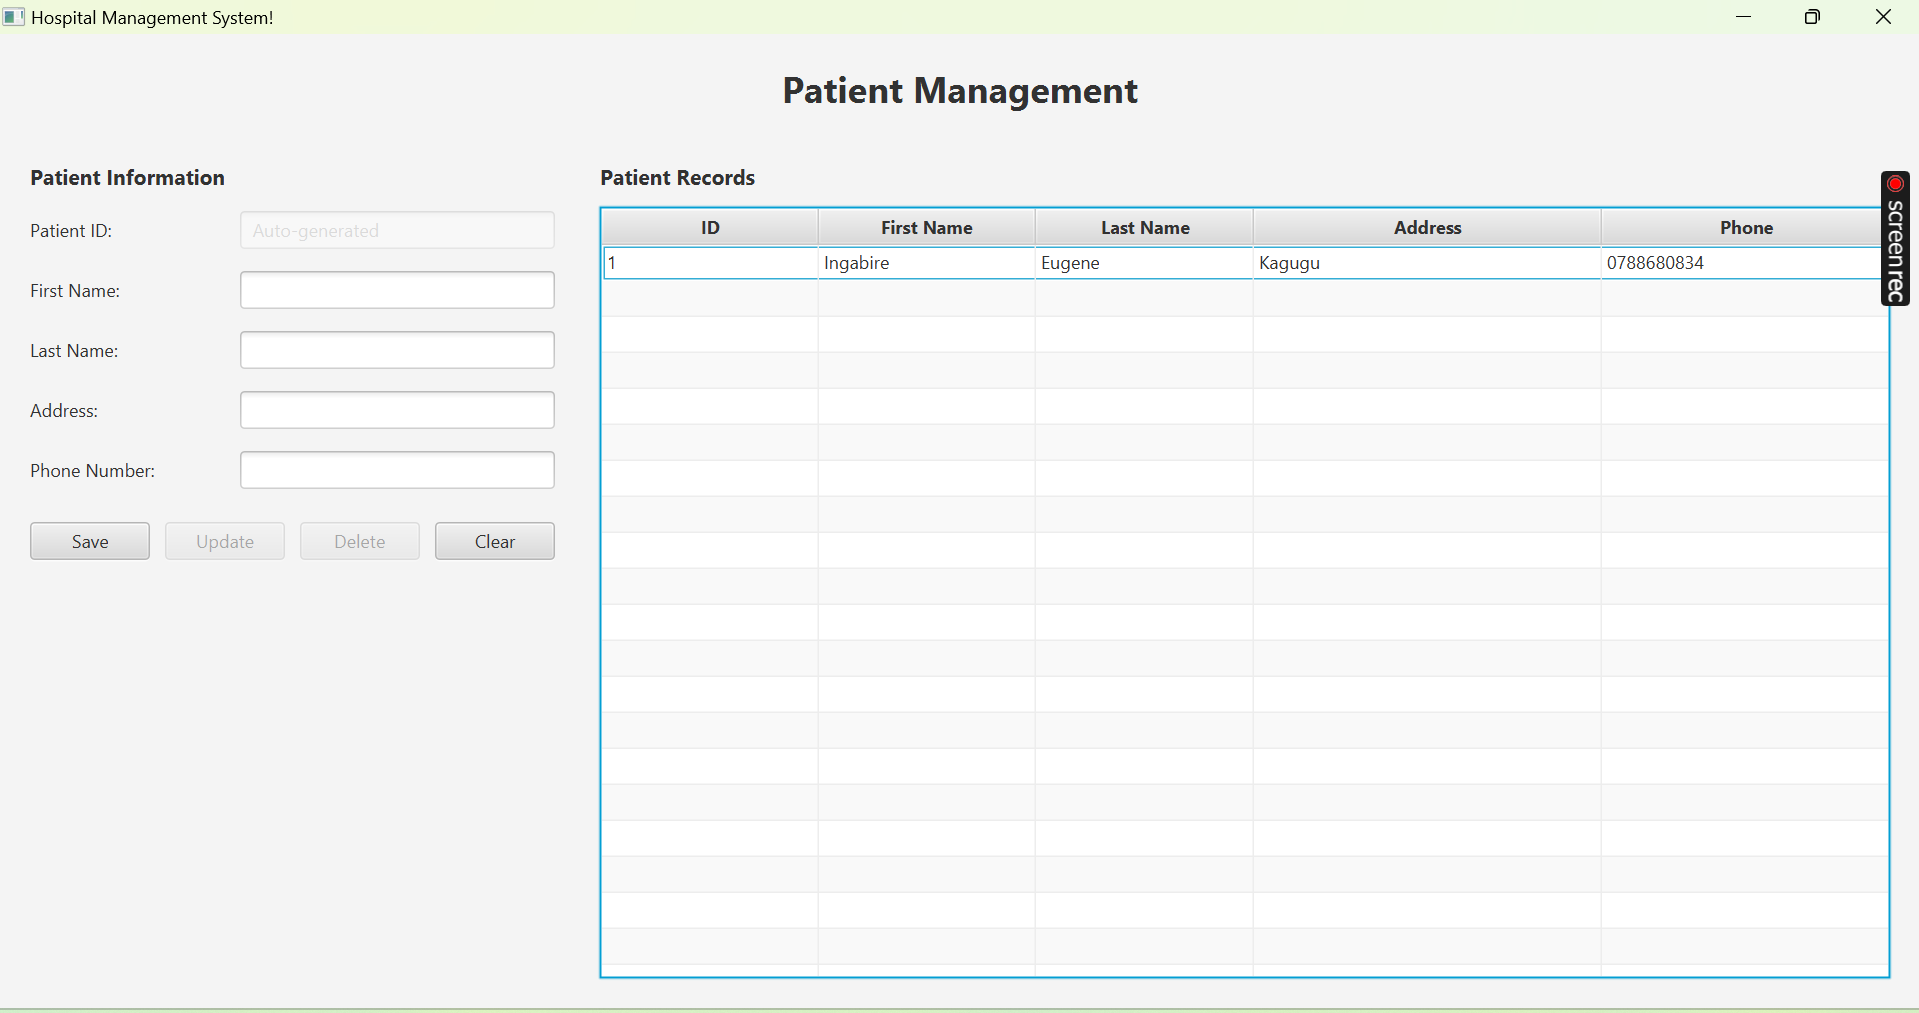 Hospital Management System!
Patient Management
Patient Information
Patient ID: Auto-generated
First Name:
Last Name:
Address:
Phone Number:
Save Update Delete Clear
Patient Records
ID First Name Last Name Address Phone
1 Ingabire Eugene Kagugu 0788680834
screenrec